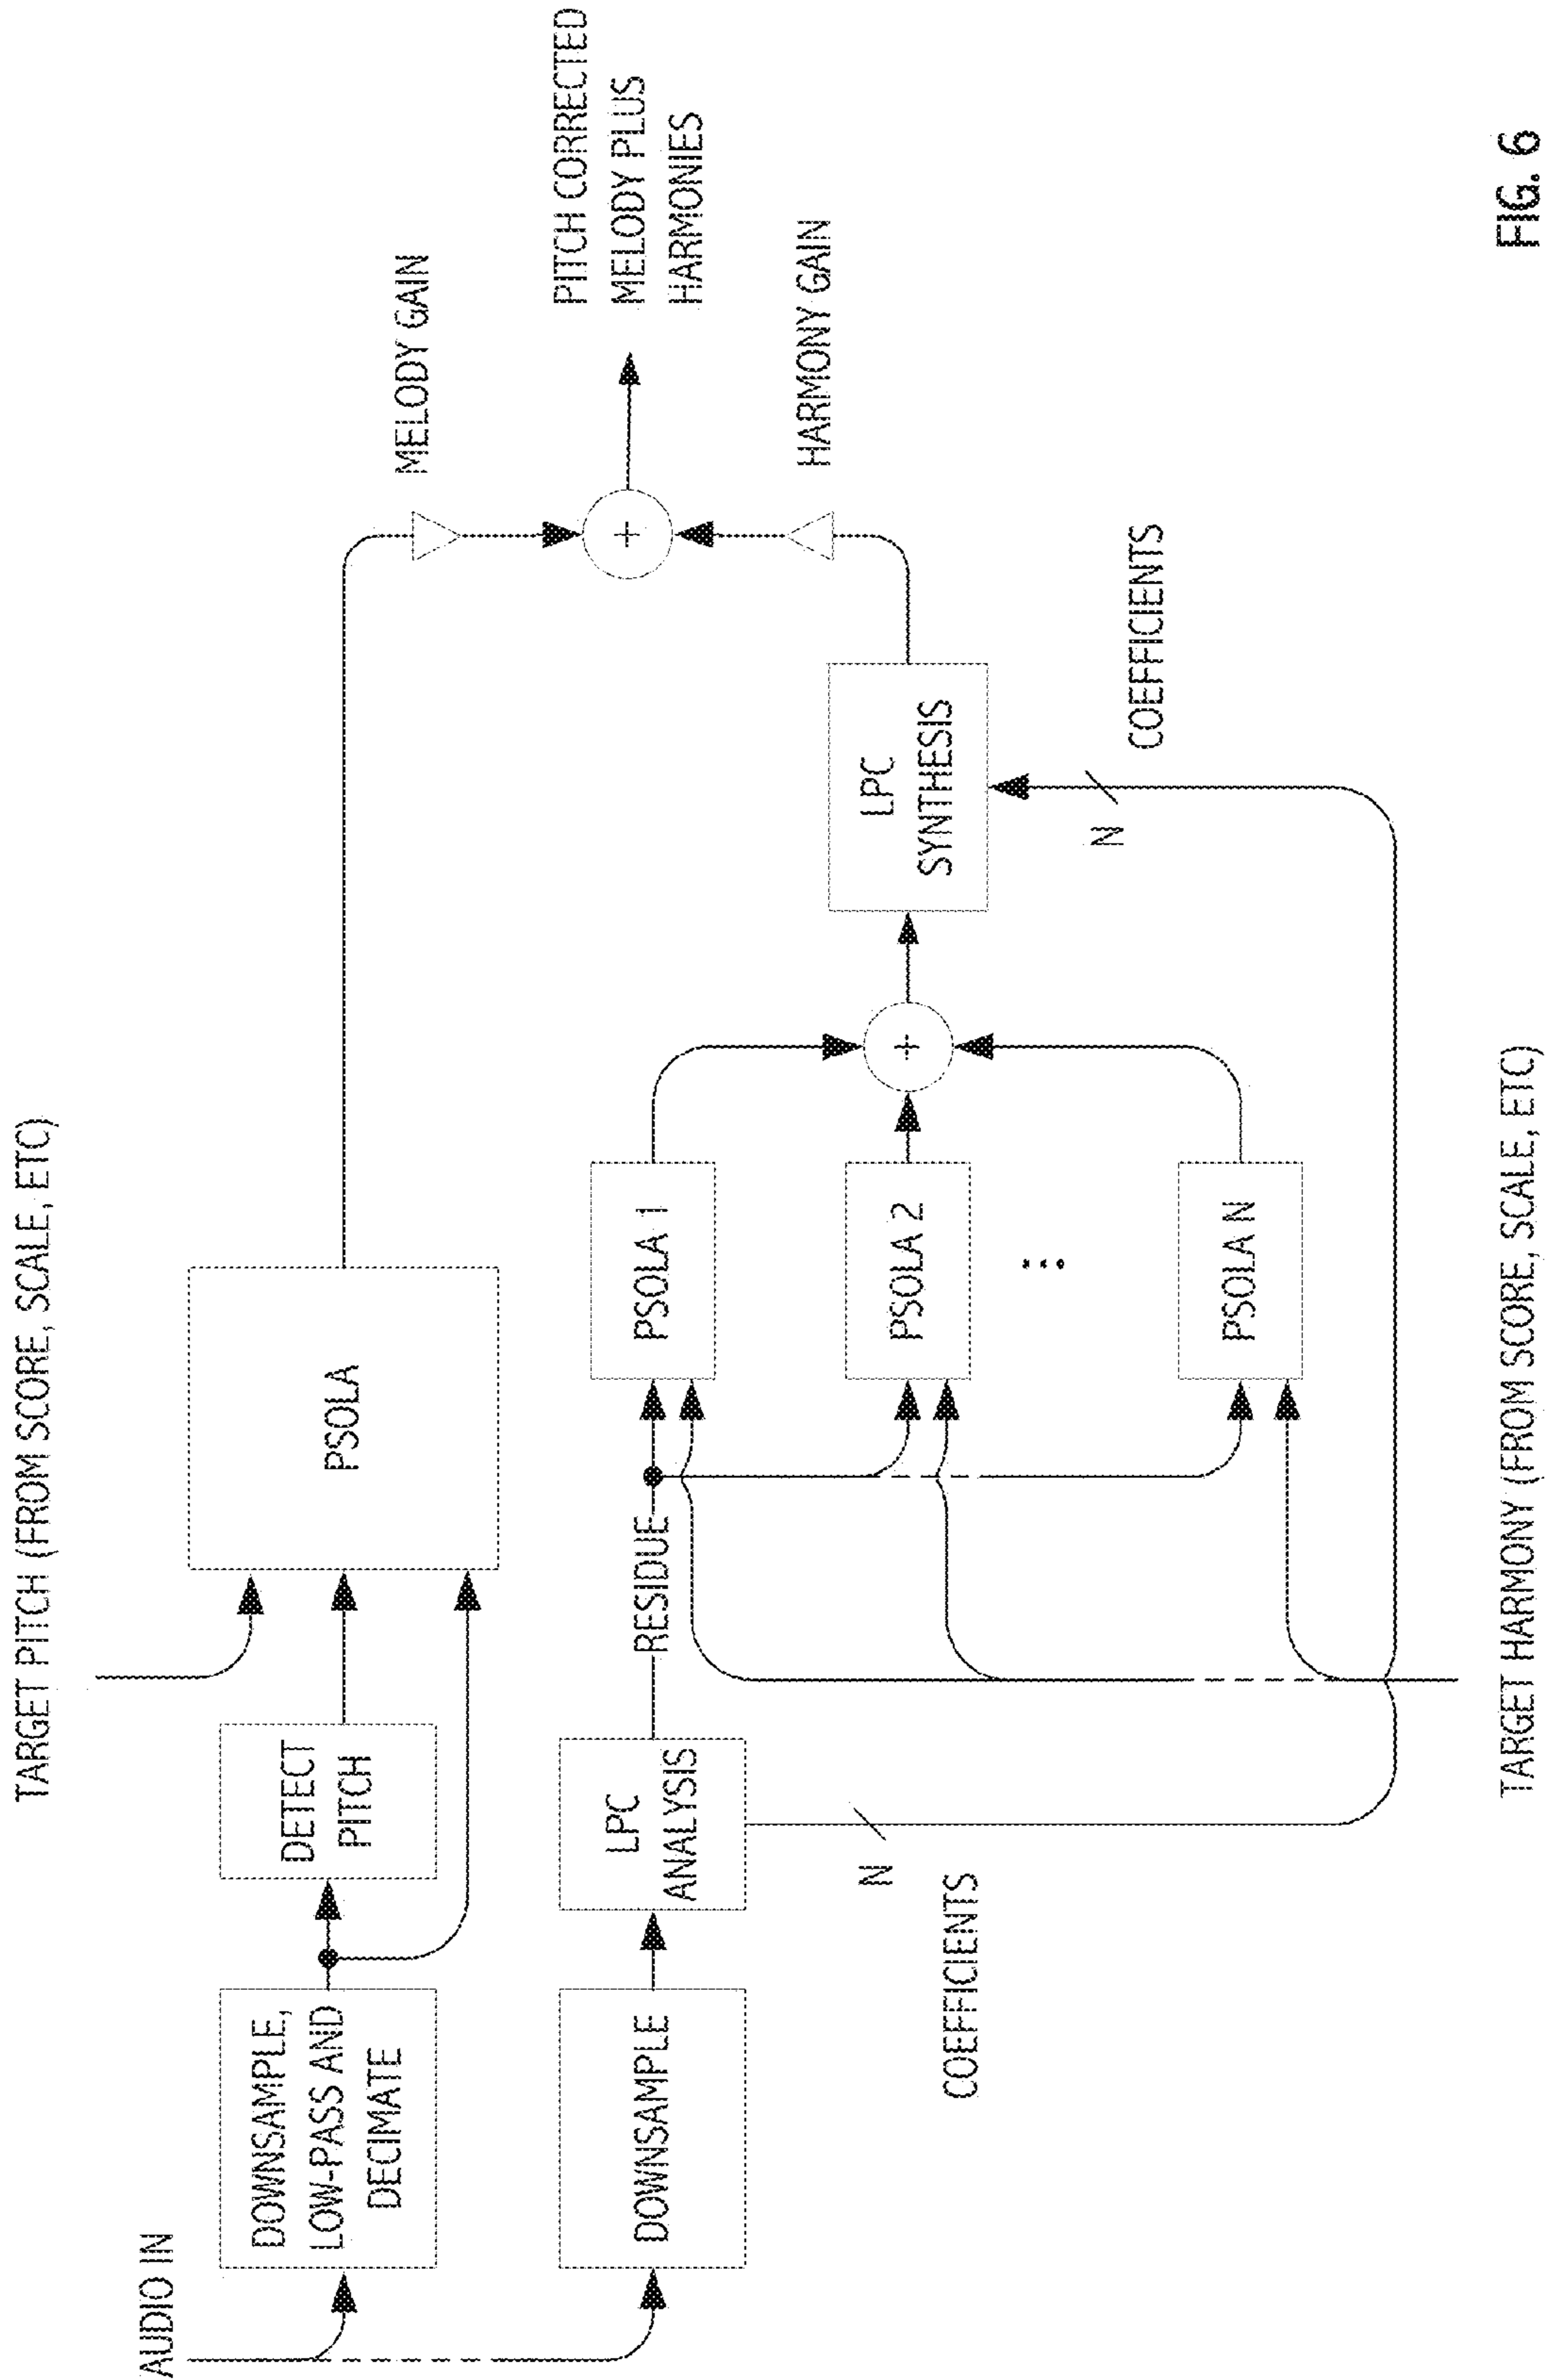 TARGET PITCH (FROM SCORE, SCALE, ETC)
AUDIO IN
DOWNSAMPLE,
LOW-PASS AND
DECIMATE
DETECT
PITCH
PSOLA
MELODY GAIN
PITCH CORRECTED
MELODY PLUS
HARMONIES
DOWNSAMPLE
LPC
ANALYSIS
RESIDUE
PSOLA 1
PSOLA 2
...
PSOLA N
+
+
LPC
SYNTHESIS
HARMONY GAIN
N
COEFFICIENTS
N
COEFFICIENTS
TARGET HARMONY (FROM SCORE, SCALE, ETC)
FIG. 6